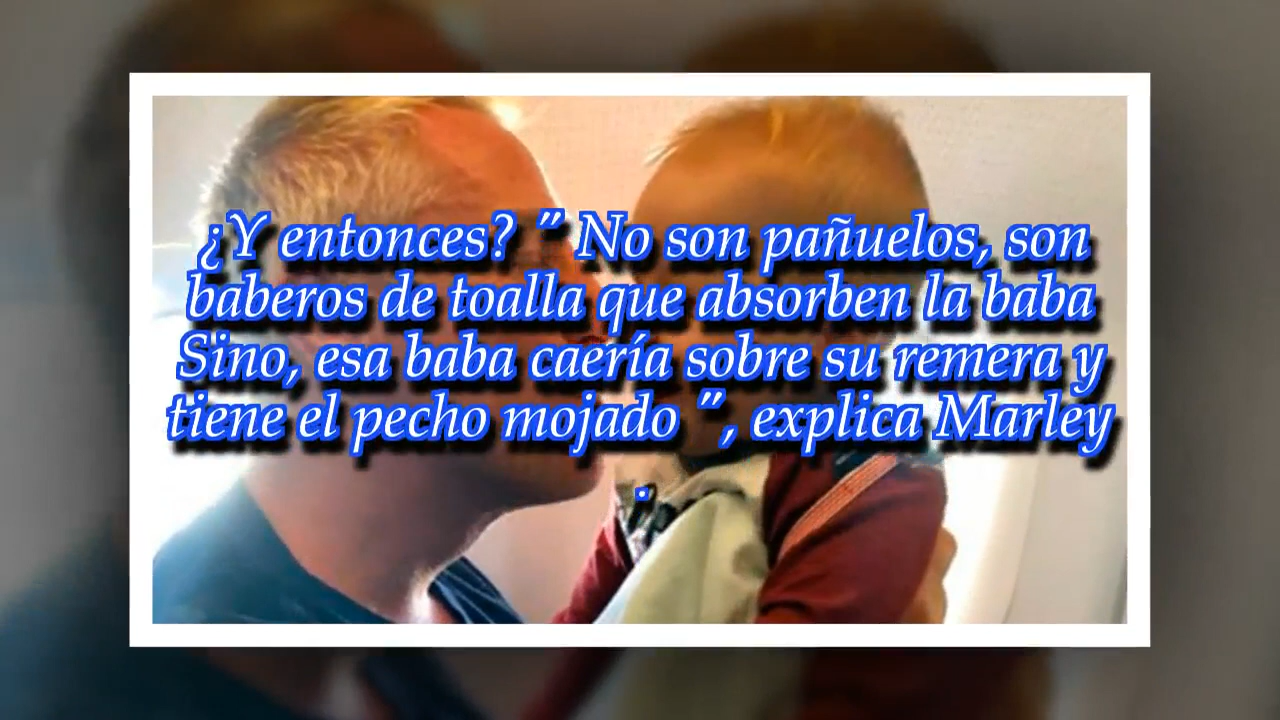 ¿Y entonces? " No son pañuelos, son
baberos de toalla que absorben la baba
Sino, esa baba caería sobre su remera y
tiene el pecho mojado ", explica Marley
.